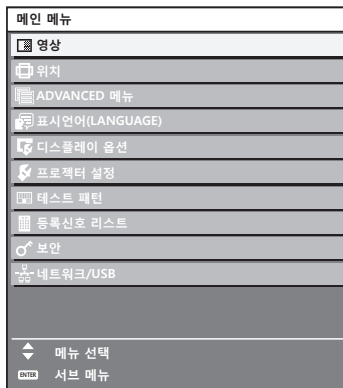 메인 메뉴
영상
위치
ADVANCED 메뉴
표시언어(LANGUAGE)
디스플레이 옵션
프로젝터 설정
테스트 패턴
등록신호 리스트
보안
네트워크/USB
메뉴 선택
ENTER 서브 메뉴